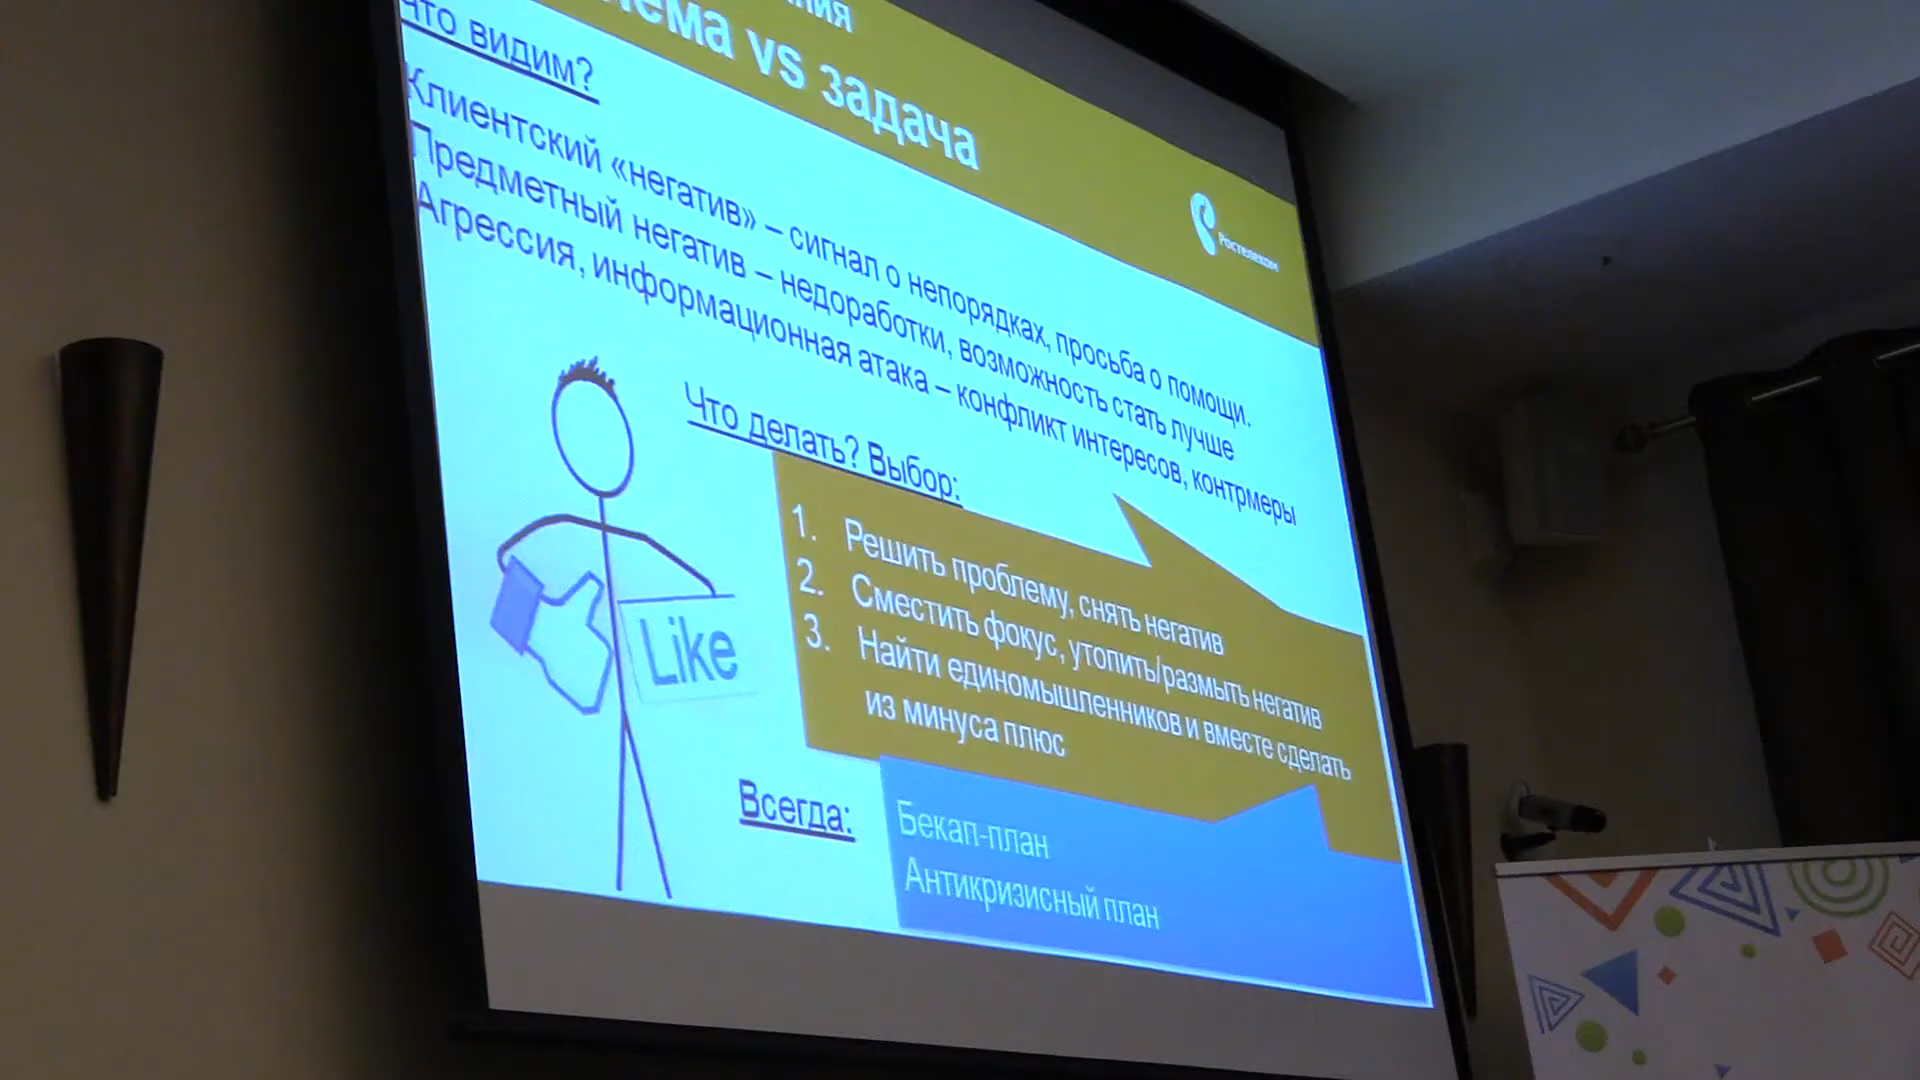 vs задача
Ростелеком
видим?
Клиентский «негатив» – сигнал о непорядках, просьба о помощи.
Предметный негатив – недоработки, возможность стать лучше
Агрессия, информационная атака – конфликт интересов, контрмеры
Что делать? Выбор:
1. Решить проблему, снять негатив
2. Сместить фокус, утопить/размыть негатив
3. Найти единомышленников и вместе сделать
из минуса плюс
Like
Всегда:
Бекап-план
Антикризисный план